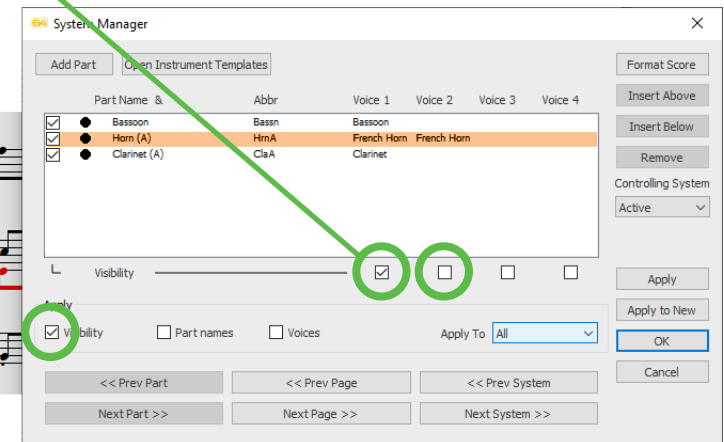 64 System Manager
Add Part Open Instrument Templates Format Score
Part Name & Abbr Voice 1 Voice 2 Voice 3 Voice 4 Insert Above
Bassoon Bassn Bassoon
Horn (A) HrnA French Horn French Horn Insert Below
Clarinet (A) ClaA Clarinet Remove
Controlling System
Active
Visibility
Apply
Apply
Visibility Part names Voices Apply To All Apply to New
OK
<< Prev Part << Prev Page << Prev System Cancel
Next Part >> Next Page >> Next System >>